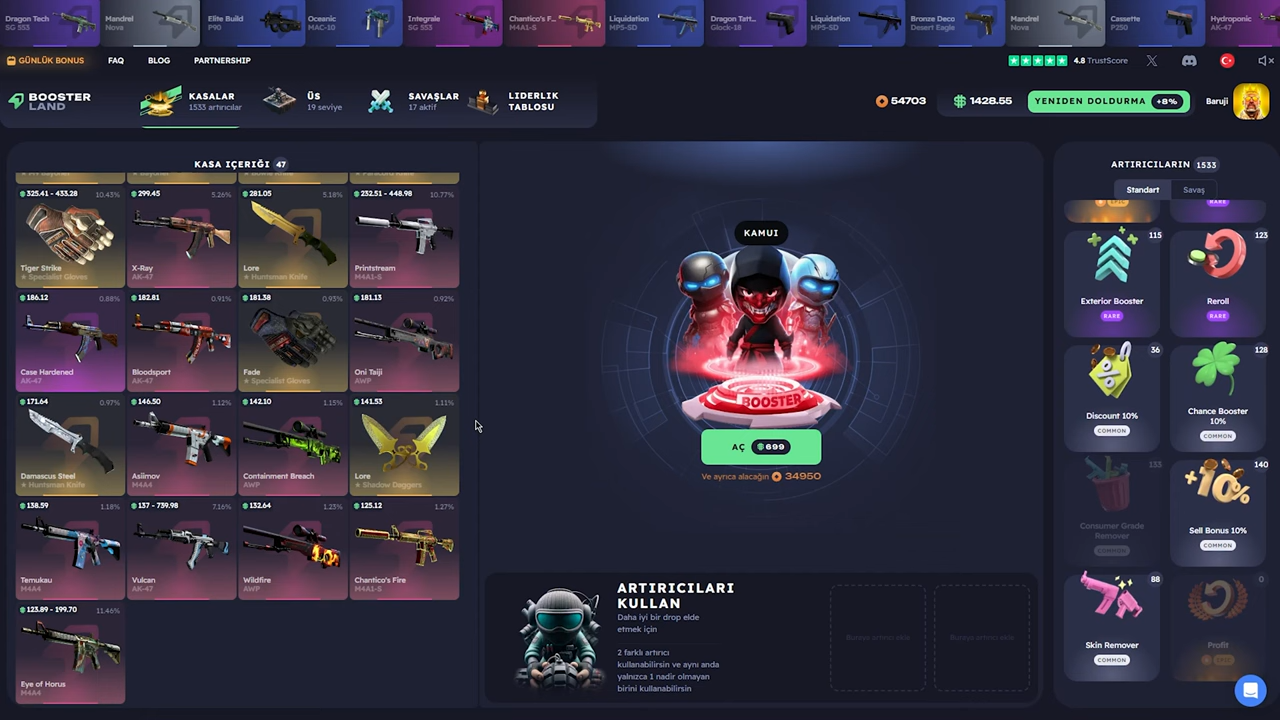 Dragon Tech
SG 553
Mandrel
Nova
Elite Build
P90
Oceanic
MAC-10
Integrale
SG 553
Chantico's F...
M4A1-S
Liquidation
MP5-SD
Dragon Tatt...
Glock-18
Liquidation
MP5-SD
Bronze Deco
Desert Eagle
Mandrel
Nova
Cassette
P250
Hydroponic
AK-47
GÜNLÜK BONUS
FAQ
BLOG
PARTNERSHIP
4.8 TrustScore
BOOSTER
LAND
KASALAR
1533 artırıcılar
ÜS
19 seviye
SAVAŞLAR
17 aktif
LIDERLIK
TABLOSU
54703
1428.55
YENIDEN DOLDURMA +8%
Baruji
KASA IÇERIĞI 47
325.41 - 433.28 10.43%
Tiger Strike
★ Specialist Gloves
299.45 5.26%
X-Ray
AK-47
281.05 5.18%
Lore
★ Huntsman Knife
232.51 - 448.98 10.77%
Printstream
M4A1-S
186.12 0.88%
Case Hardened
AK-47
182.81 0.91%
Bloodsport
AK-47
181.38 0.93%
Fade
★ Specialist Gloves
181.13 0.92%
Oni Taiji
AWP
171.64 0.97%
Damascus Steel
★ Huntsman Knife
146.50 1.12%
Asiimov
M4A4
142.10 1.15%
Containment Breach
AWP
141.53 1.11%
Lore
★ Shadow Daggers
138.59 1.18%
Temukau
M4A4
137 - 739.98 7.16%
Vulcan
AK-47
132.64 1.23%
Wildfire
AWP
125.12 1.27%
Chantico's Fire
M4A1-S
123.89 - 199.70 11.46%
Eye of Horus
M4A4
KAMUI
BOOSTER
AÇ 699
Ve ayrıca alacağın 34950
ARTIRICILARI
KULLAN
Daha iyi bir drop elde
etmek için
2 farklı artırıcı
kullanabilirsin ve aynı anda
yalnızca 1 nadir olmayan
birini kullanabilirsin
ARTIRICILARIN 1533
Standart
Savaş
RARE
115
Exterior Booster
RARE
123
Reroll
RARE
36
Discount 10%
COMMON
128
Chance Booster
10%
COMMON
133
Consumer Grade
Remover
COMMON
+10%
140
Sell Bonus 10%
COMMON
88
Skin Remover
COMMON
0
Profit